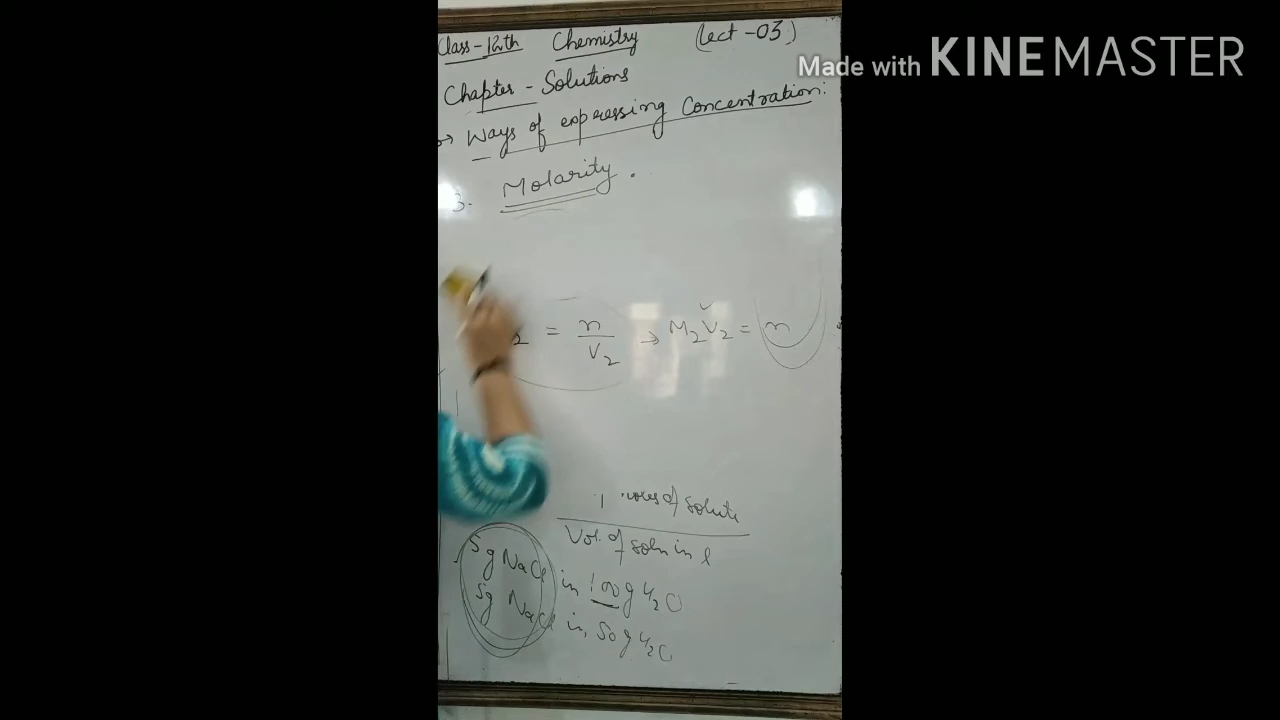 Class-12th Chemistry (Lect-03)
Made with KINEMASTER
Chapter - Solutions
→ Ways of expressing Concentration:
3. Molarity.
2 = n / V2 → M2V2 = n
moles of solute
Vol. of soln in l
5g NaCl in 100g H2O
5g NaCl in 50g H2O